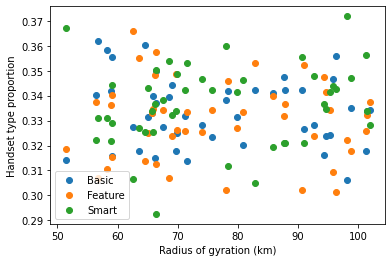 Handset type proportion
0.37
0.36
0.35
0.34
0.33
0.32
0.31
0.30
0.29
Basic
Feature
Smart
50 60 70 80 90 100
Radius of gyration (km)